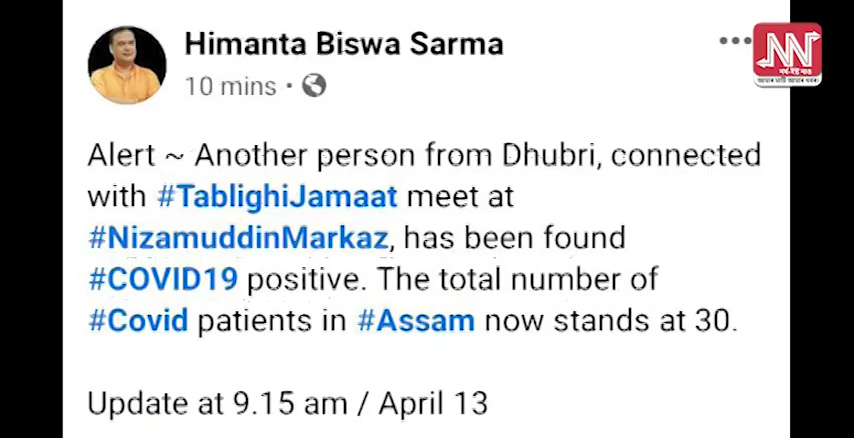 Himanta Biswa Sarma
10 mins ·
Alert ~ Another person from Dhubri, connected
with #TablighiJamaat meet at
#NizamuddinMarkaz, has been found
#COVID19 positive. The total number of
#Covid patients in #Assam now stands at 30.
Update at 9.15 am / April 13
NN